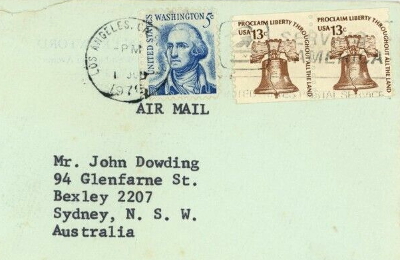 LOS ANGELES, C
PM
1979
UNITED STATES
WASHINGTON 5¢
PROCLAIM LIBERTY THROUGHOUT ALL THE LAND
USA 13c
PROCLAIM LIBERTY THROUGHOUT ALL THE LAND
USA 13c
AIR MAIL
Mr. John Dowding
94 Glenfarne St.
Bexley 2207
Sydney, N. S. W.
Australia